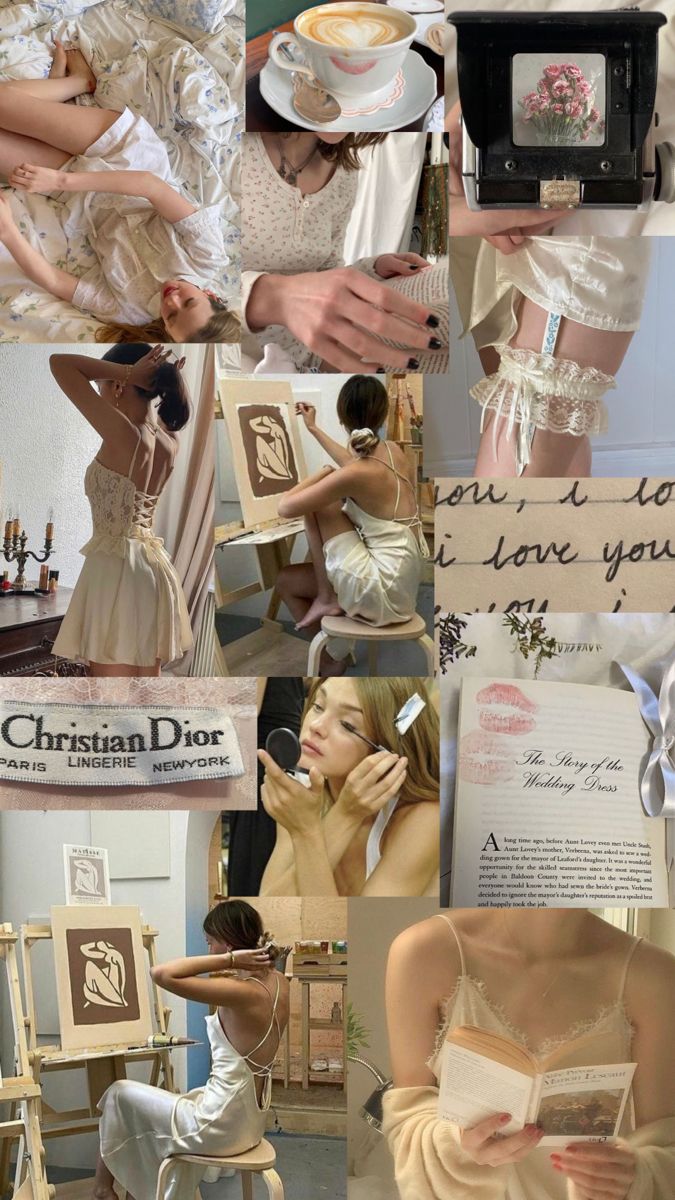 you, i lo
i love you
you i
Christian Dior
PARIS LINGERIE NEWYORK
The Story of the
Wedding Dress
A long time ago, before Aunt Lovey even met Uncle Stash,
Aunt Lovey's mother, Verbeena, was asked to sew a wed-
ding gown for the mayor of Leaford's daughter. It was a wonderful
opportunity for the skilled seamstress since the most important
people in Baldoon County were invited to the wedding, and
everyone would know who had sewn the bride's gown. Verbena
decided to ignore the mayor's daughter's reputation as a spoiled brat
and happily took the job.
MATISSE
Manon Lescaut